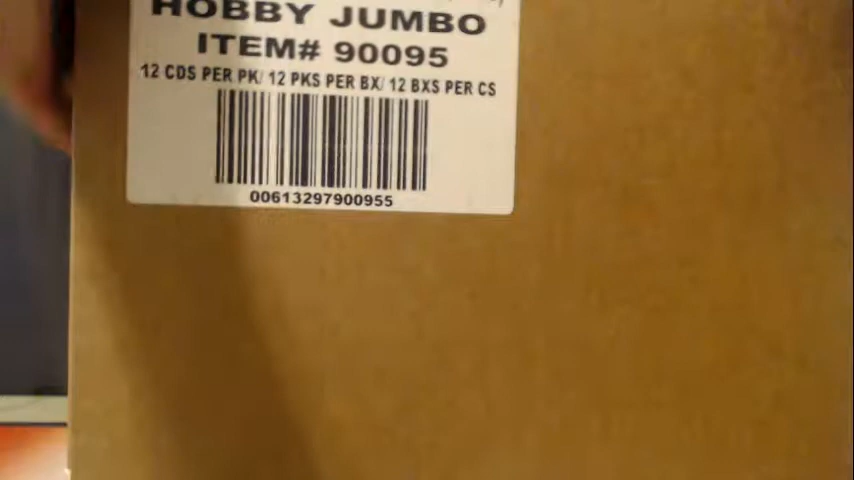 HOBBY JUMBO
ITEM# 90095
12 CDS PER PK/ 12 PKS PER BX/ 12 BXS PER CS
00613297900955